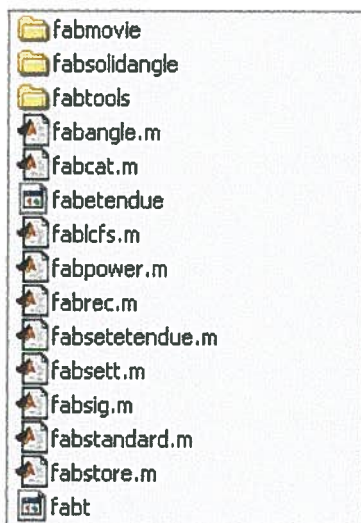 fabmovie
fabsolidangle
fabtools
fabangle.m
fabcat.m
fabetendue
fablcfs.m
fabpower.m
fabrec.m
fabsetetendue.m
fabsett.m
fabsig.m
fabstandard.m
fabstore.m
fabt